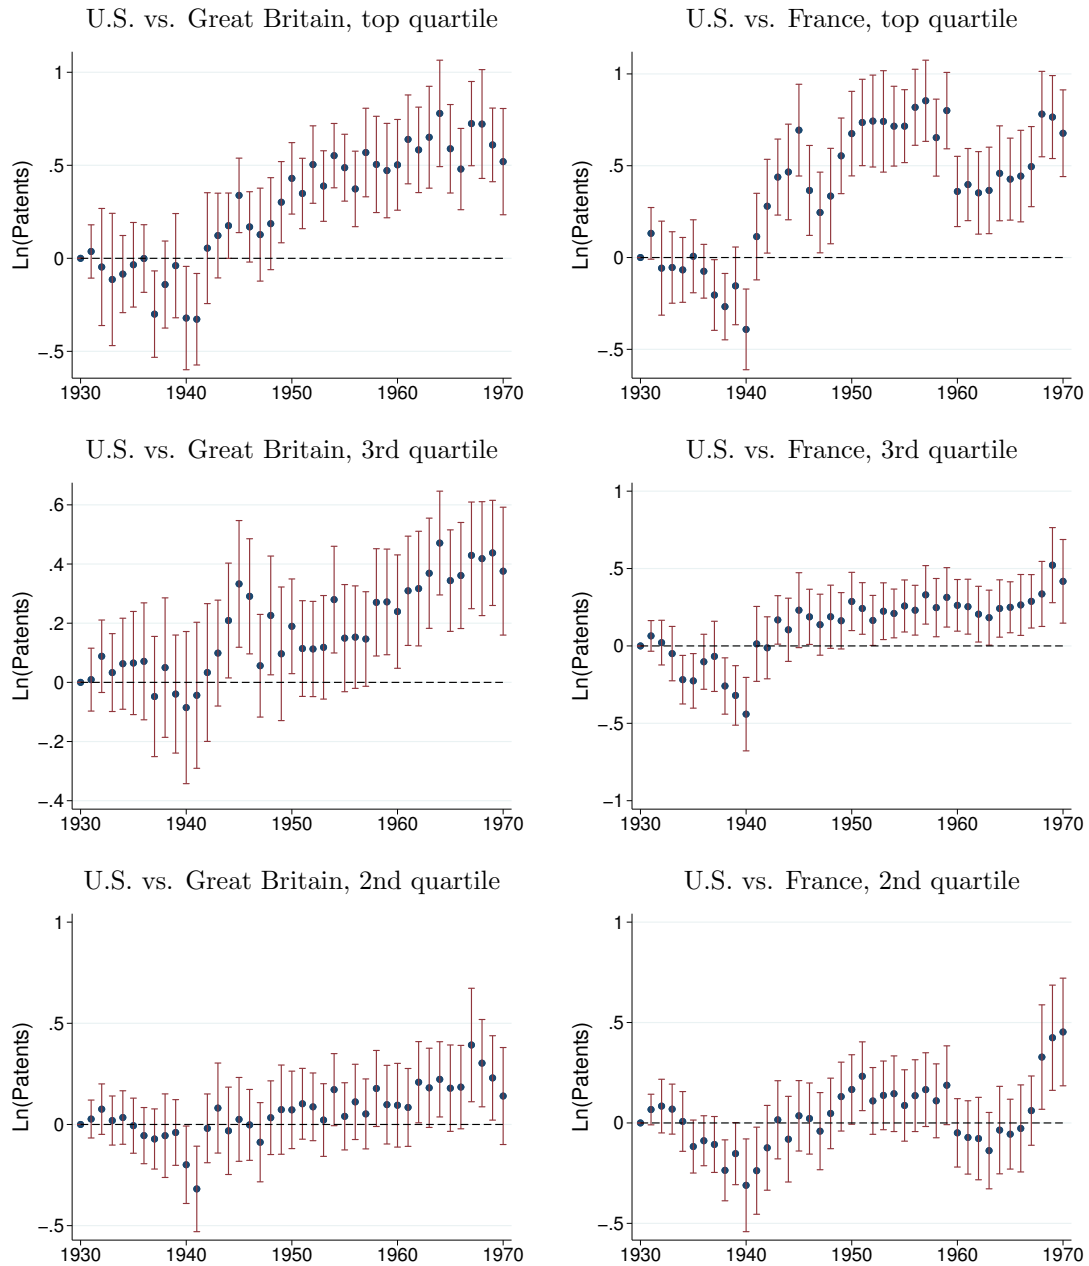 U.S. vs. Great Britain, top quartile
Ln(Patents)
1
.5
0
−.5
1930 1940 1950 1960 1970
U.S. vs. France, top quartile
Ln(Patents)
1
.5
0
−.5
1930 1940 1950 1960 1970
U.S. vs. Great Britain, 3rd quartile
Ln(Patents)
.6
.4
.2
0
−.2
−.4
1930 1940 1950 1960 1970
U.S. vs. France, 3rd quartile
Ln(Patents)
1
.5
0
−.5
−1
1930 1940 1950 1960 1970
U.S. vs. Great Britain, 2nd quartile
Ln(Patents)
1
.5
0
−.5
1930 1940 1950 1960 1970
U.S. vs. France, 2nd quartile
Ln(Patents)
1
.5
0
−.5
1930 1940 1950 1960 1970